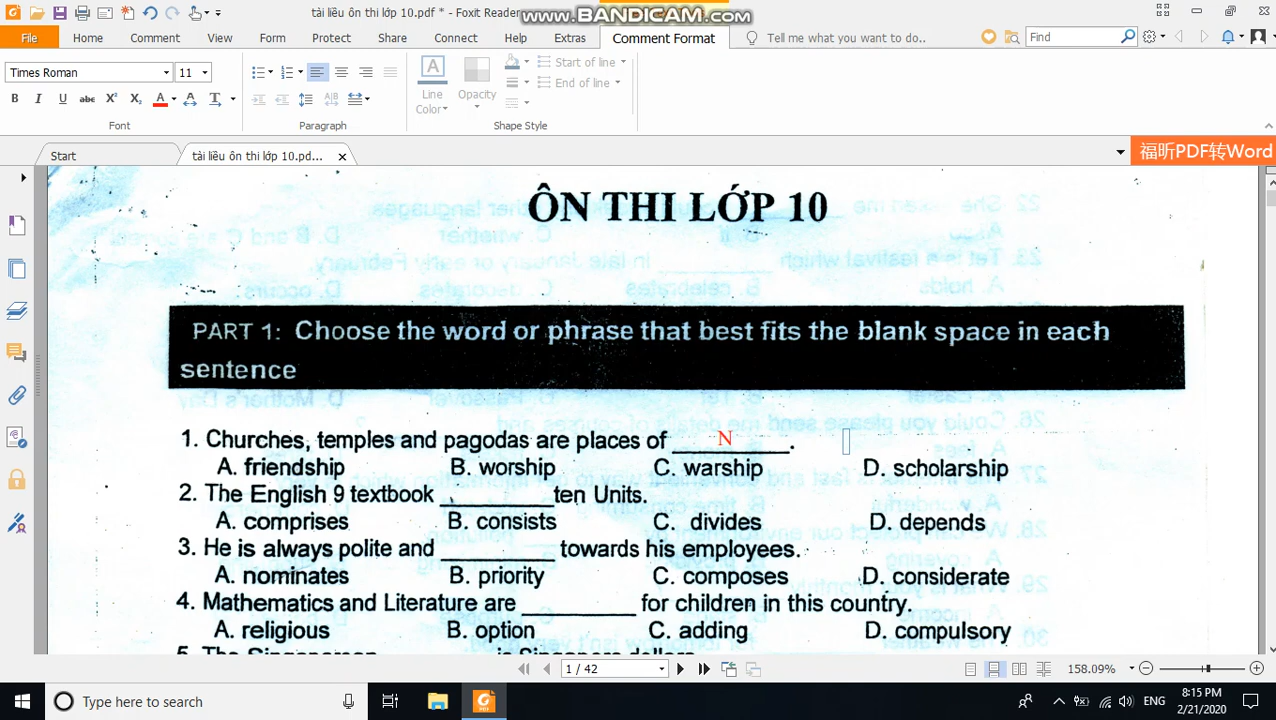 tài liệu ôn thi lớp 10.pdf * - Foxit Reader
www.BANDICAM.com
File Home Comment View Form Protect Share Connect Help Extras Comment Format Tell me what you want to do.. Find
Times Roman 11
Start of line
End of line
Line Color
Opacity
Font Paragraph Shape Style
Start tài liệu ôn thi lớp 10.pd... 福昕PDF转Word
ÔN THI LỚP 10
PART 1: Choose the word or phrase that best fits the blank space in each
sentence
1. Churches, temples and pagodas are places of N .
A. friendship B. worship C. warship D. scholarship
2. The English 9 textbook ten Units.
A. comprises B. consists C. divides D. depends
3. He is always polite and towards his employees.
A. nominates B. priority C. composes D. considerate
4. Mathematics and Literature are for children in this country.
A. religious B. option C. adding D. compulsory
1 / 42 158.09%
Type here to search
ENG
6:15 PM
2/21/2020